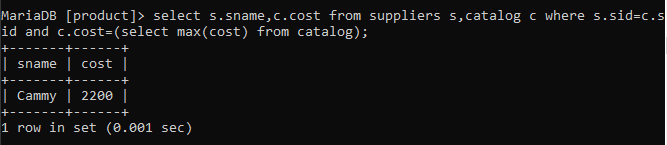 MariaDB [product]> select s.sname,c.cost from suppliers s,catalog c where s.sid=c.s
id and c.cost=(select max(cost) from catalog);
+-------+------+
| sname | cost |
+-------+------+
| Cammy | 2200 |
+-------+------+
1 row in set (0.001 sec)